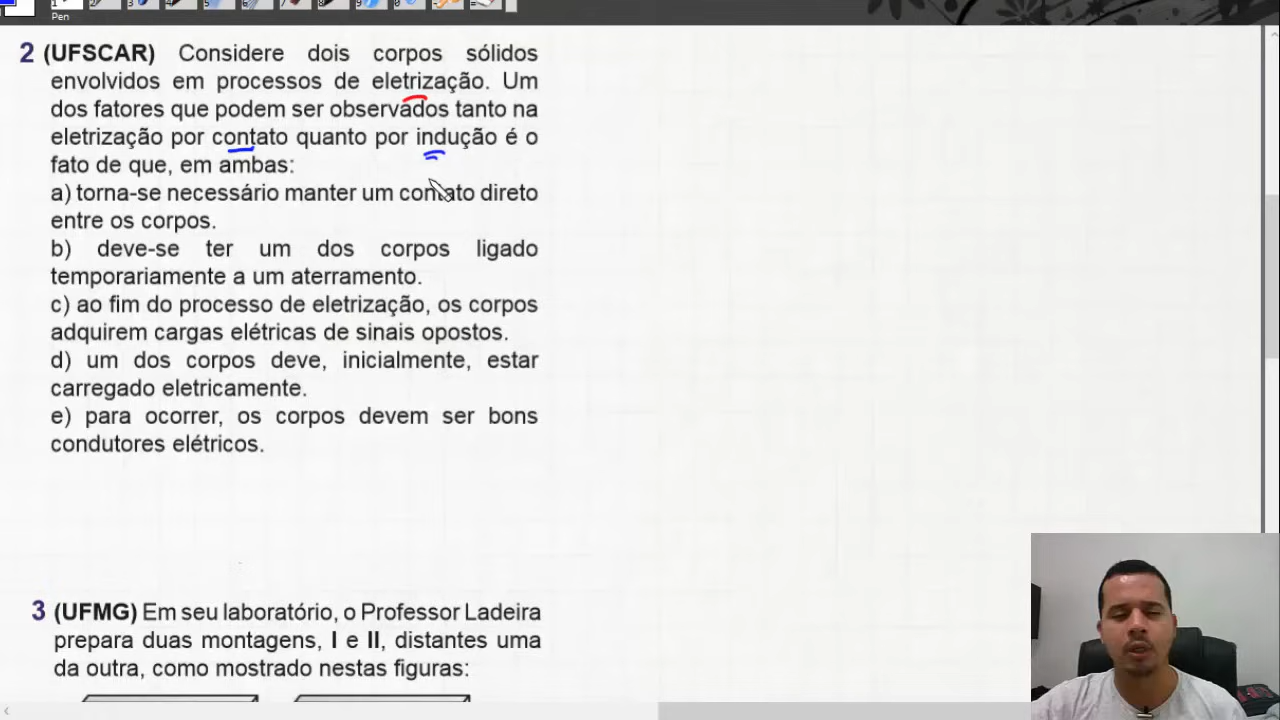 Pen
2 (UFSCAR) Considere dois corpos sólidos
envolvidos em processos de eletrização. Um
dos fatores que podem ser observados tanto na
eletrização por contato quanto por indução é o
fato de que, em ambas:
a) torna-se necessário manter um contato direto
entre os corpos.
b) deve-se ter um dos corpos ligado
temporariamente a um aterramento.
c) ao fim do processo de eletrização, os corpos
adquirem cargas elétricas de sinais opostos.
d) um dos corpos deve, inicialmente, estar
carregado eletricamente.
e) para ocorrer, os corpos devem ser bons
condutores elétricos.
3 (UFMG) Em seu laboratório, o Professor Ladeira
prepara duas montagens, I e II, distantes uma
da outra, como mostrado nestas figuras: